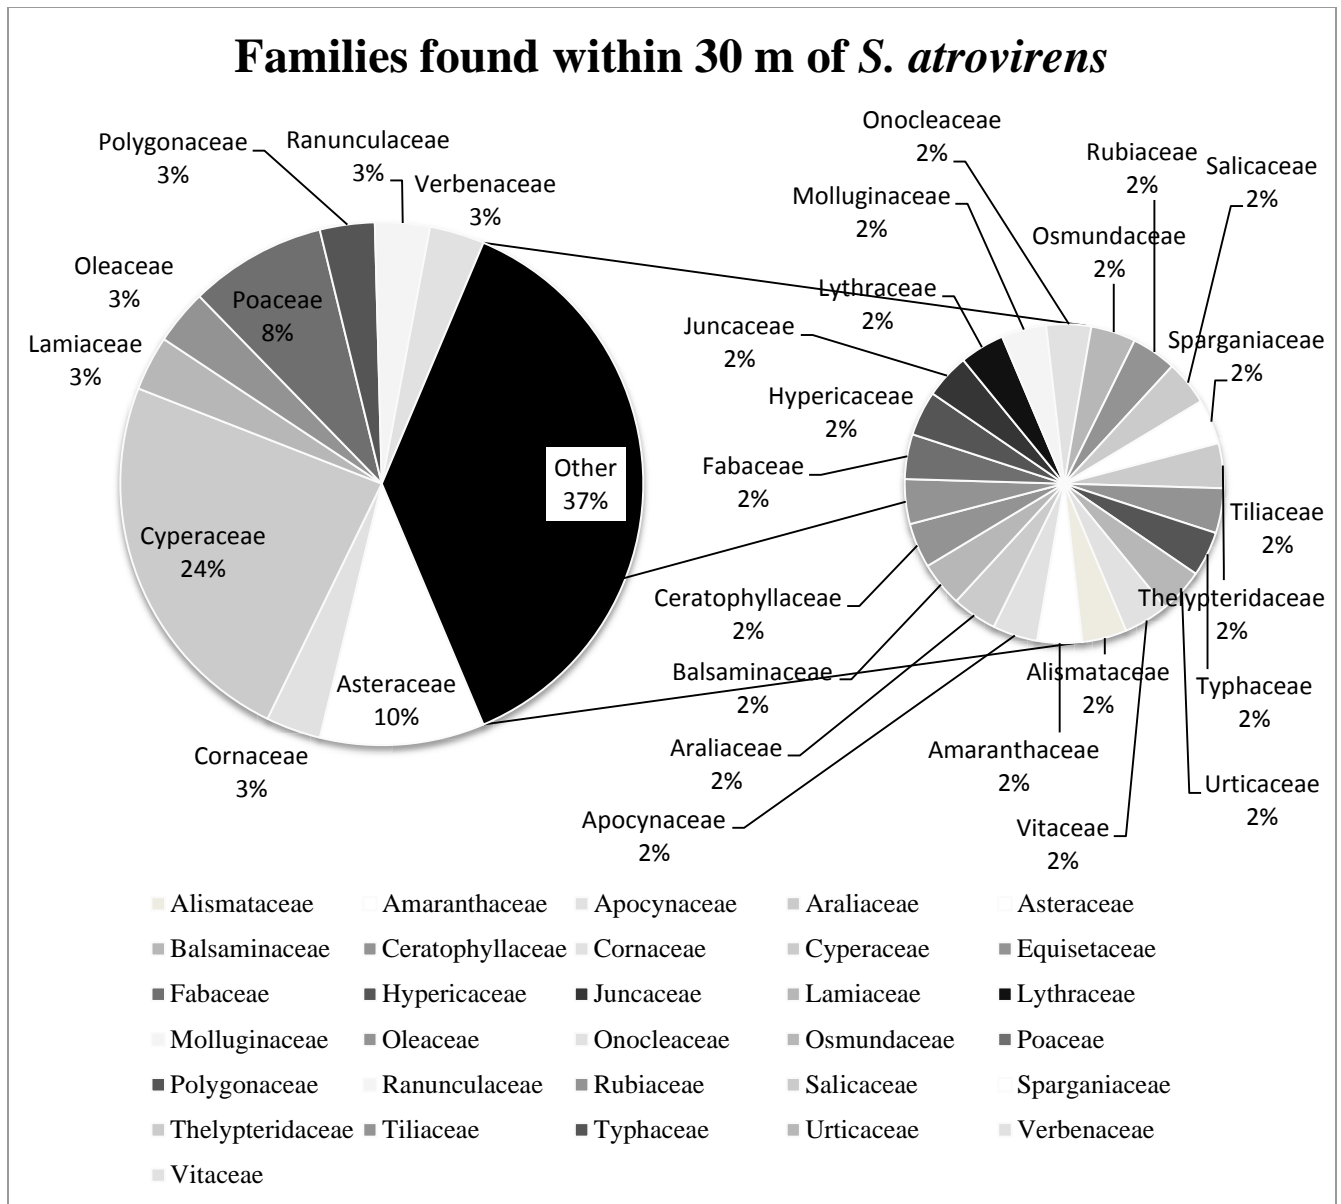 Families found within 30 m of S. atrovirens
Polygonaceae
3%
Ranunculaceae
3%
Verbenaceae
3%
Oleaceae
3%
Poaceae
8%
Lamiaceae
3%
Cyperaceae
24%
Other
37%
Asteraceae
10%
Cornaceae
3%
Onocleaceae
2%
Rubiaceae
2%
Salicaceae
2%
Molluginaceae
2%
Osmundaceae
2%
Lythraceae
2%
Juncaceae
2%
Sparganiaceae
2%
Hypericaceae
2%
Fabaceae
2%
Tiliaceae
2%
Ceratophyllaceae
2%
Thelypteridaceae
2%
Balsaminaceae
2%
Alismataceae
2%
Typhaceae
2%
Araliaceae
2%
Amaranthaceae
2%
Urticaceae
2%
Apocynaceae
2%
Vitaceae
2%
Alismataceae Amaranthaceae Apocynaceae Araliaceae Asteraceae
Balsaminaceae Ceratophyllaceae Cornaceae Cyperaceae Equisetaceae
Fabaceae Hypericaceae Juncaceae Lamiaceae Lythraceae
Molluginaceae Oleaceae Onocleaceae Osmundaceae Poaceae
Polygonaceae Ranunculaceae Rubiaceae Salicaceae Sparganiaceae
Thelypteridaceae Tiliaceae Typhaceae Urticaceae Verbenaceae
Vitaceae